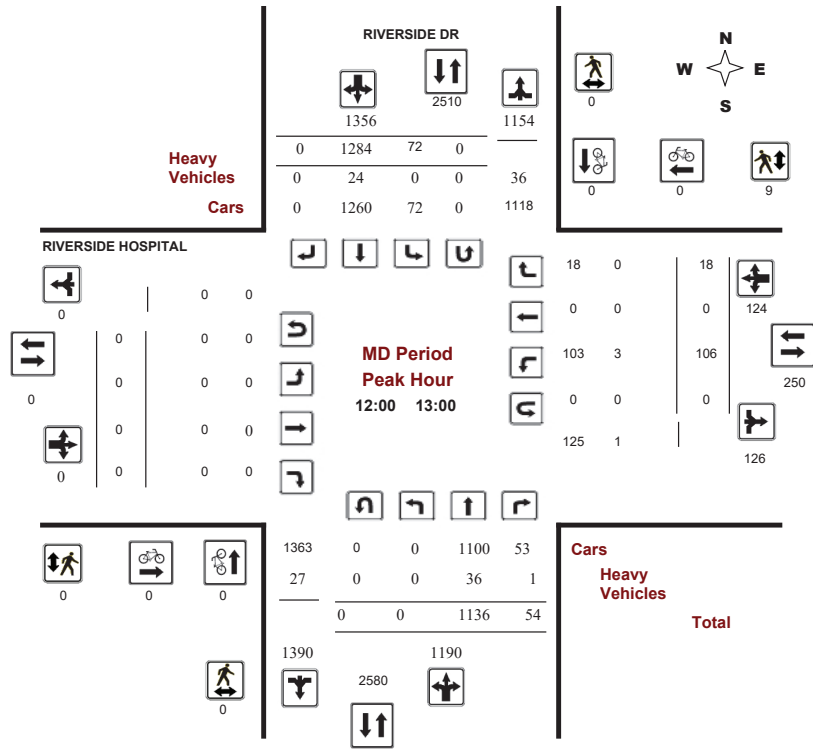 RIVERSIDE DR
N
W E
S
2510
0
1356 1154
0 1284 72 0
Heavy
Vehicles
0 24 0 0 36
Cars
0 1260 72 0 1118
0 0 9
RIVERSIDE HOSPITAL
0 0
0
18 0 18
124
0 0
0
0 0 0
0
0 0
0
103 3 106
250
0 0
0
0 0 0
0
0 0
0
125 1
126
MD Period
Peak Hour
12:00 13:00
1363 0 0 1100 53
Cars
27 0 0 36 1
Heavy
Vehicles
0 0 0
0 0 1136 54
Total
1390 1190
2580
0